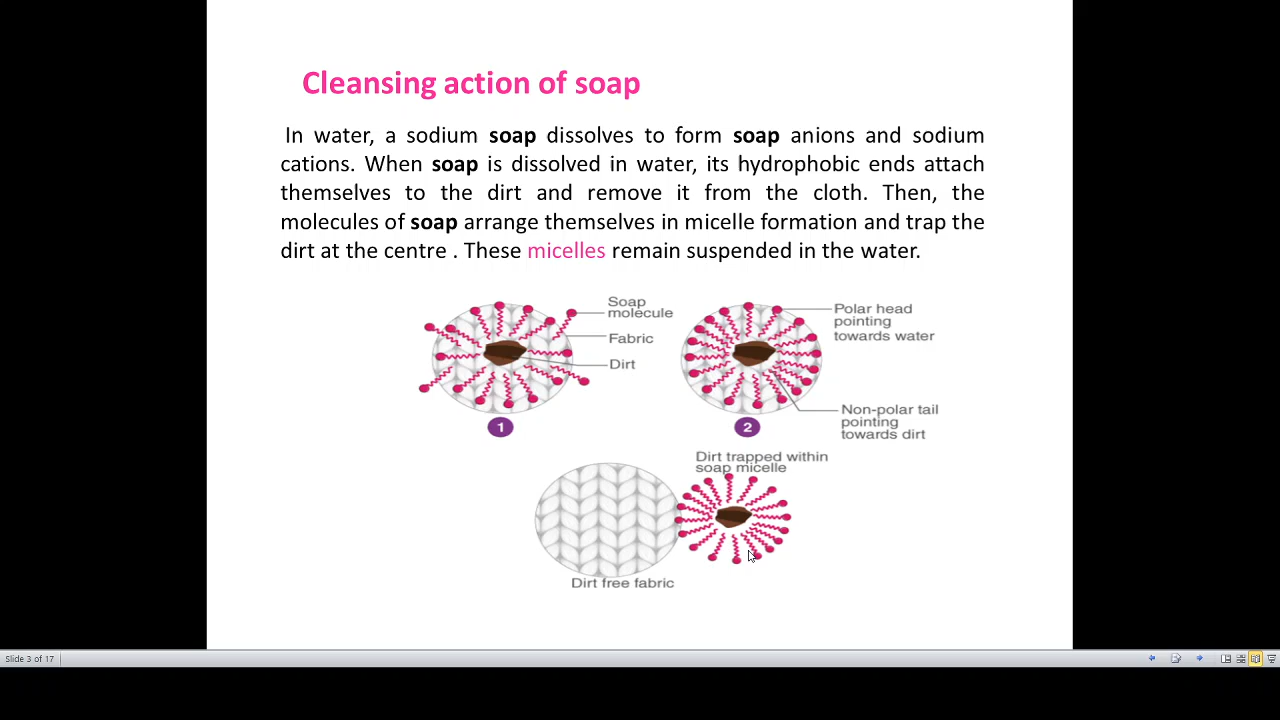 Cleansing action of soap
In water, a sodium soap dissolves to form soap anions and sodium
cations. When soap is dissolved in water, its hydrophobic ends attach
themselves to the dirt and remove it from the cloth. Then, the
molecules of soap arrange themselves in micelle formation and trap the
dirt at the centre . These micelles remain suspended in the water.
Soap
molecule
Fabric
Dirt
1
Polar head
pointing
towards water
Non-polar tail
pointing
towards dirt
2
Dirt trapped within
soap micelle
Dirt free fabric
Slide 3 of 17